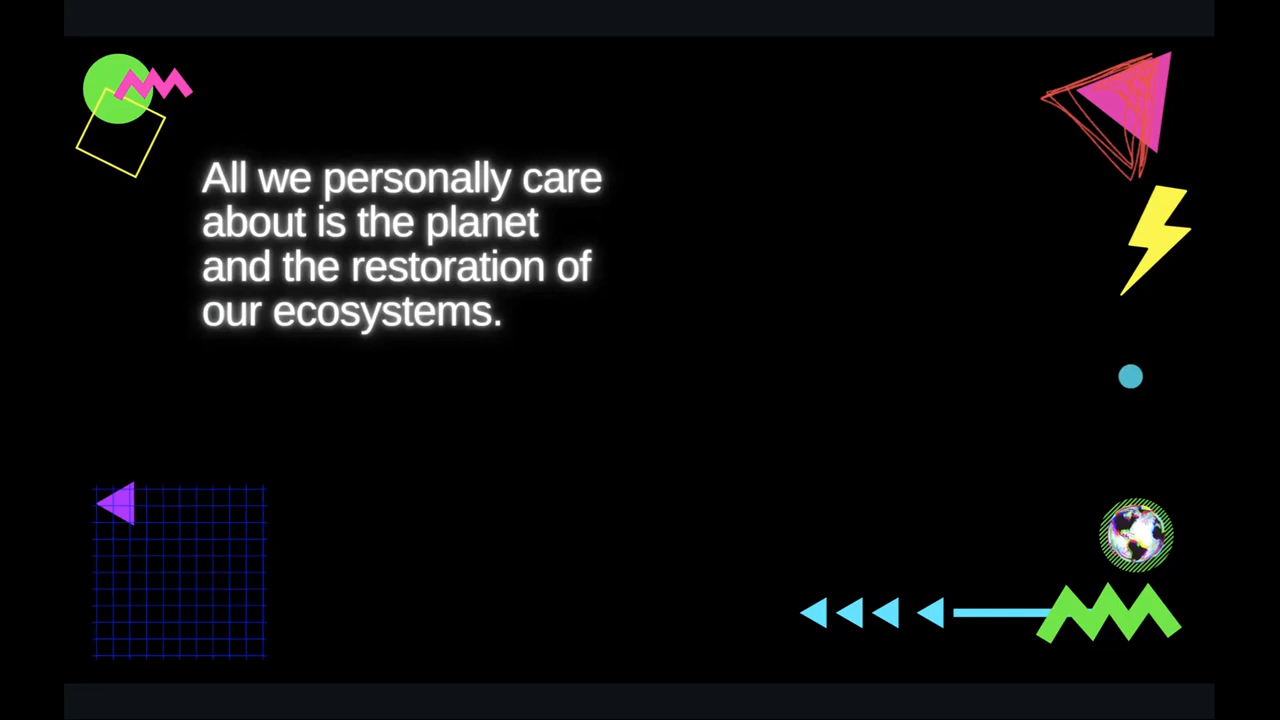 All we personally care
about is the planet
and the restoration of
our ecosystems.